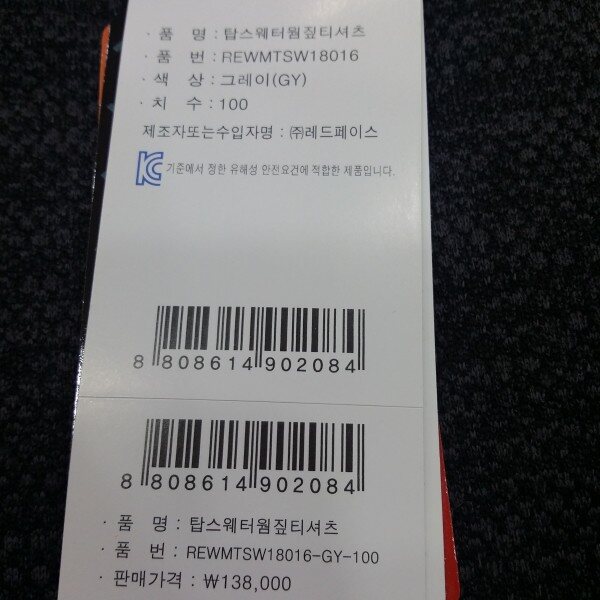 · 품 명 : 탑스웨터웜짚티셔츠
· 품 번 : REWMTSW18016
· 색 상 : 그레이(GY)
· 치 수 : 100
제조자또는수입자명 : ㈜레드페이스
KC 기준에서 정한 유해성 안전요건에 적합한 제품입니다.
8 808614 902084
8 808614 902084
· 품 명 : 탑스웨터웜짚티셔츠
· 품 번 : REWMTSW18016-GY-100
· 판매가격 : ₩138,000